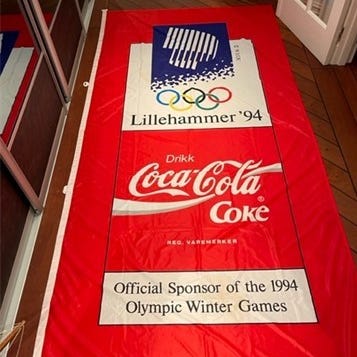 Lillehammer '94
Drikk
Coca-Cola
Coke
REG. VAREMERKER
Official Sponsor of the 1994
Olympic Winter Games